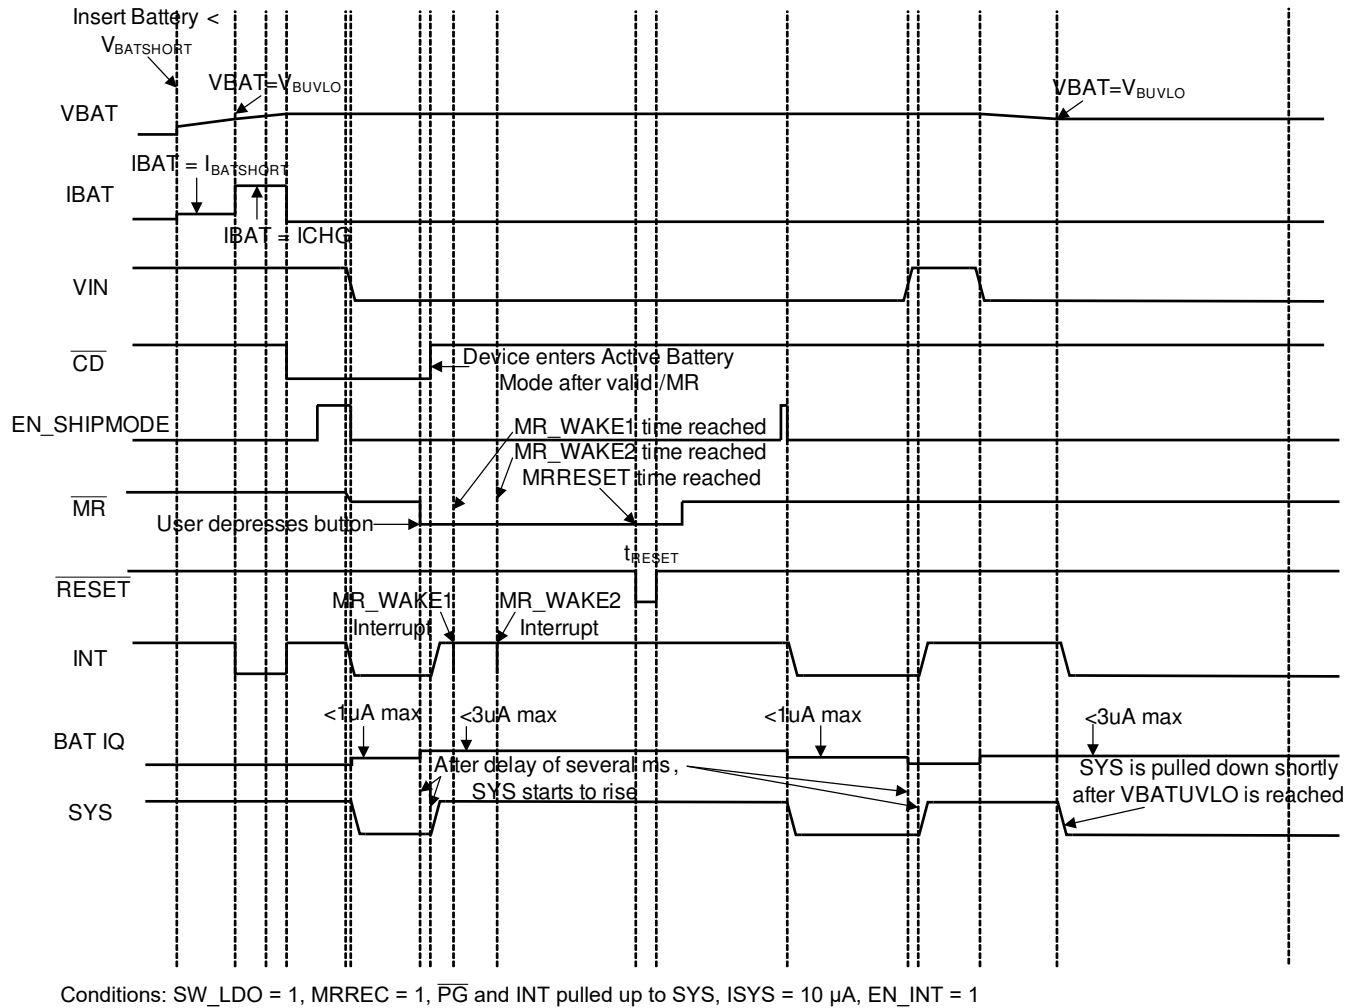 Insert Battery <
VBATSHORT
VBAT=VBUVLO
VBAT=VBUVLO
VBAT
IBAT = IBATSHORT
IBAT
IBAT = ICHG
VIN
CD
Device enters Active Battery
Mode after valid /MR
EN_SHIPMODE
MR_WAKE1 time reached
MR_WAKE2 time reached
MRRESET time reached
MR
User depresses button
tRESET
RESET
MR_WAKE1
Interrupt
MR_WAKE2
Interrupt
INT
<1uA max
<3uA max
<1uA max
<3uA max
BAT IQ
After delay of several ms,
SYS starts to rise
SYS is pulled down shortly
after VBATUVLO is reached
SYS
Conditions: SW_LDO = 1, MRREC = 1, PG and INT pulled up to SYS, ISYS = 10 µA, EN_INT = 1